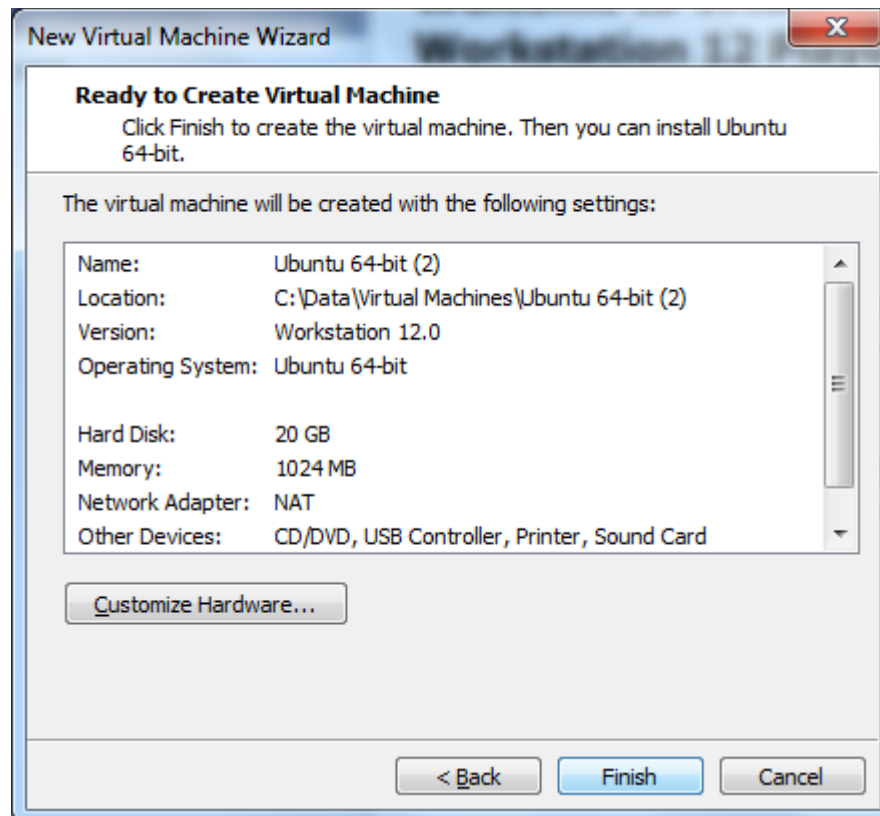 New Virtual Machine Wizard
Workstation 12
Ready to Create Virtual Machine
Click Finish to create the virtual machine. Then you can install Ubuntu
64-bit.
The virtual machine will be created with the following settings:
Name: Ubuntu 64-bit (2)
Location: C:\Data\Virtual Machines\Ubuntu 64-bit (2)
Version: Workstation 12.0
Operating System: Ubuntu 64-bit
Hard Disk: 20 GB
Memory: 1024 MB
Network Adapter: NAT
Other Devices: CD/DVD, USB Controller, Printer, Sound Card
Customize Hardware...
< Back Finish Cancel